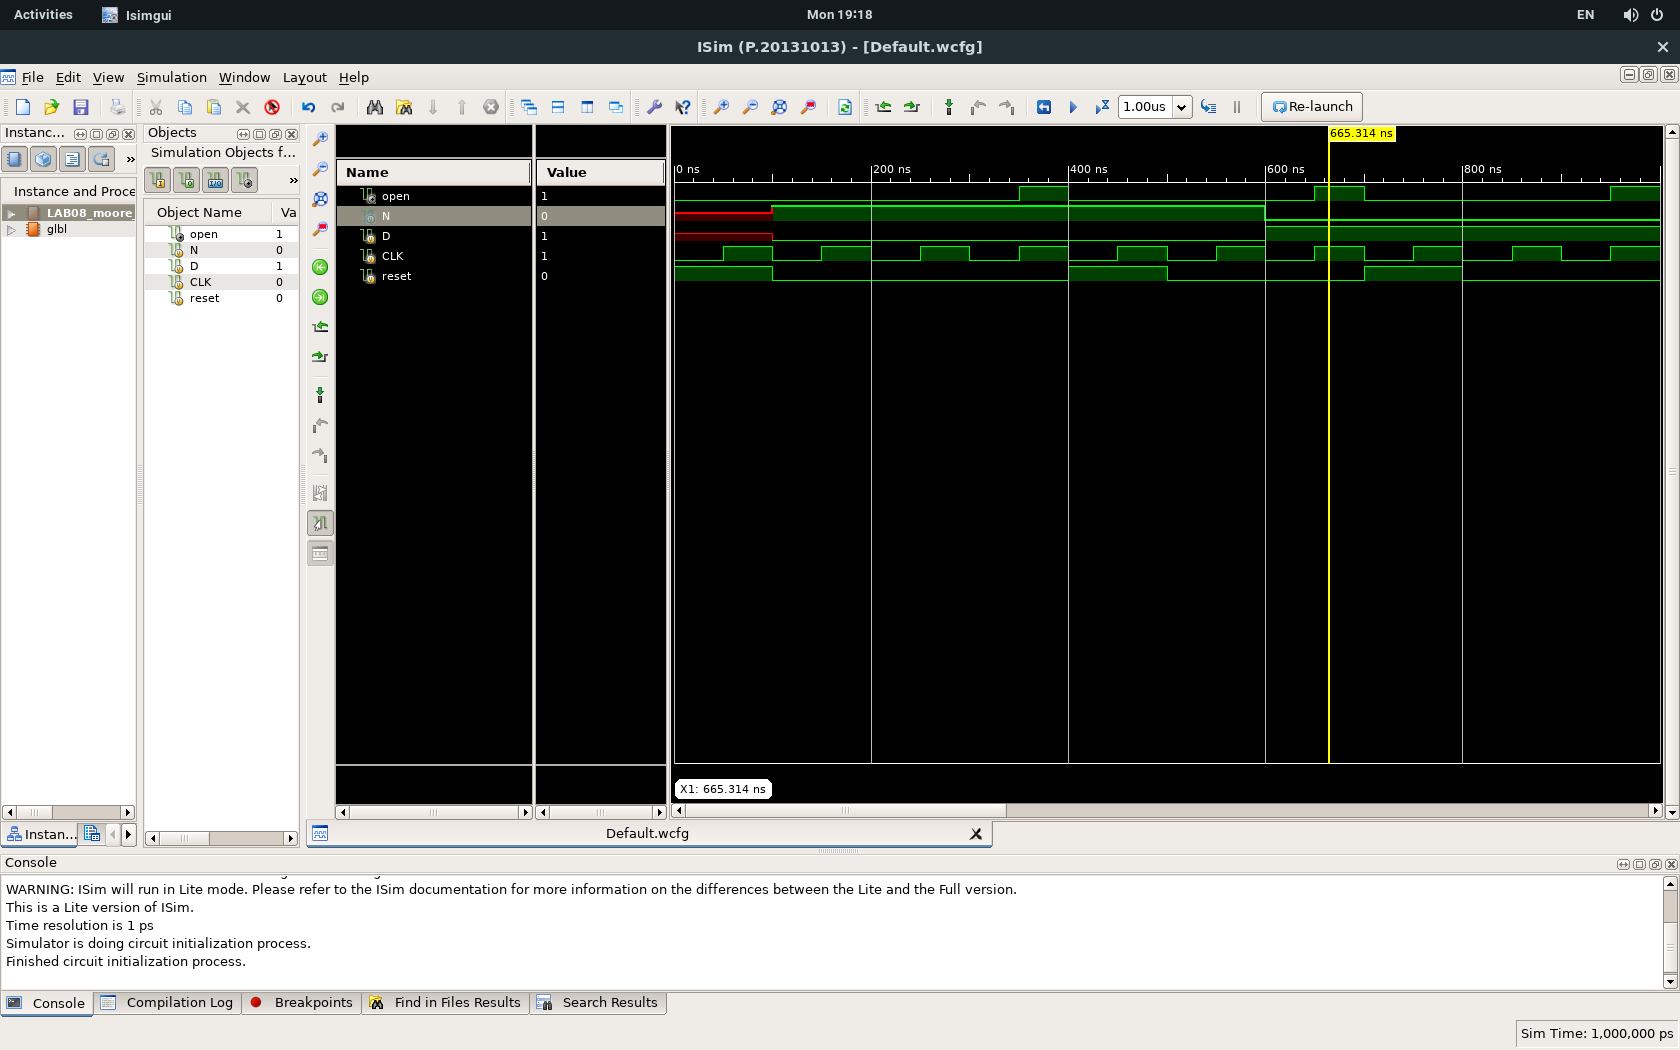 Activities Isimgui Mon 19:18 EN
ISim (P.20131013) - [Default.wcfg]
File Edit View Simulation Window Layout Help
1.00us Re-launch
Instanc...
Instance and Proce
LAB08_moore_
glbl
Instan...
Objects
Simulation Objects f...
Object Name Va
open 1
N 0
D 1
CLK 0
reset 0
Name Value
open 1
N 0
D 1
CLK 1
reset 0
665.314 ns
0 ns 200 ns 400 ns 600 ns 800 ns
X1: 665.314 ns
Default.wcfg
Console
WARNING: ISim will run in Lite mode. Please refer to the ISim documentation for more information on the differences between the Lite and the Full version.
This is a Lite version of ISim.
Time resolution is 1 ps
Simulator is doing circuit initialization process.
Finished circuit initialization process.
Console Compilation Log Breakpoints Find in Files Results Search Results
Sim Time: 1,000,000 ps